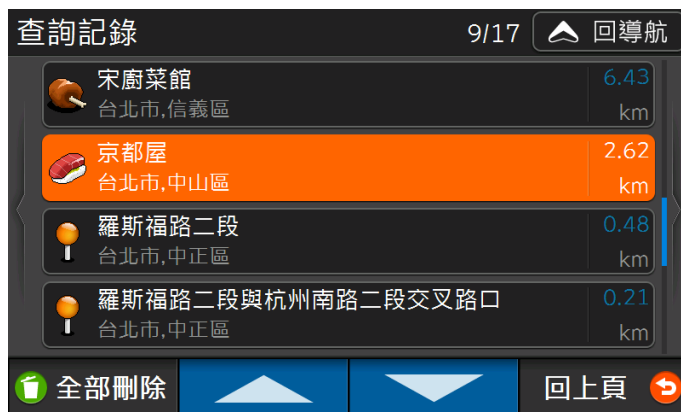 查詢記錄 9/17 回導航
宋廚菜館 6.43
台北市,信義區 km
京都屋 2.62
台北市,中山區 km
羅斯福路二段 0.48
台北市,中正區 km
羅斯福路二段與杭州南路二段交叉路口 0.21
台北市,中正區 km
全部刪除 回上頁